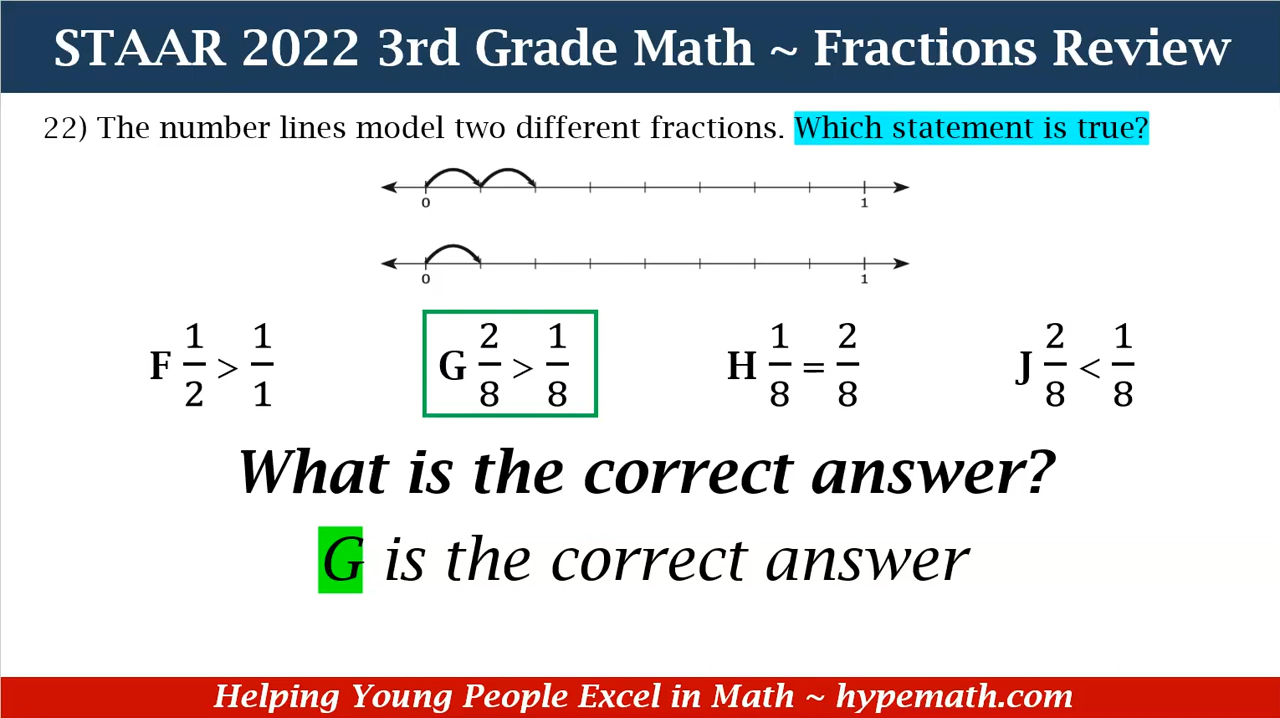 STAAR 2022 3rd Grade Math ~ Fractions Review
22) The number lines model two different fractions. Which statement is true?
0 1
0 1
F 1/2 > 1/1 G 2/8 > 1/8 H 1/8 = 2/8 J 2/8 < 1/8
What is the correct answer?
G is the correct answer
Helping Young People Excel in Math ~ hypemath.com